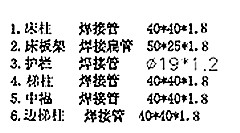 1.床柱 焊接管 40*40*1.8
2.床板架 焊接扁管 50*25*1.8
3.护栏 焊接管 ∅19*1.2
4.梯柱 焊接管 40*40*1.8
5.中撑 焊接管 40*40*1.8
6.边梯柱 焊接管 40*40*1.8